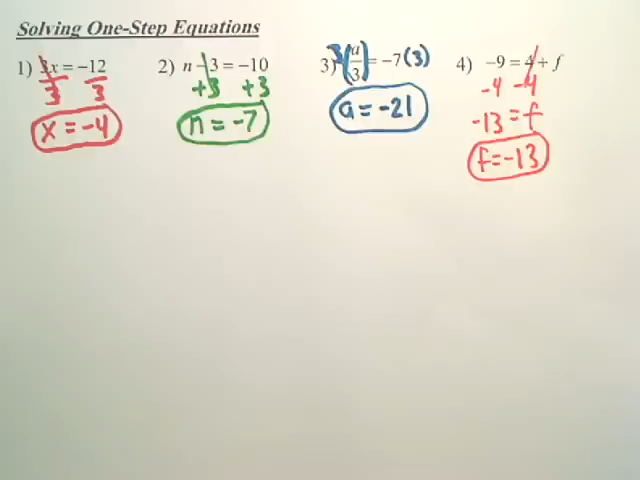 Solving One-Step Equations
1) 3x = -12
3 3
x = -4
2) n - 3 = -10
+3 +3
n = -7
3) 3(a/3) = -7(3)
a = -21
4) -9 = 4 + f
-4 -4
-13 = f
f = -13